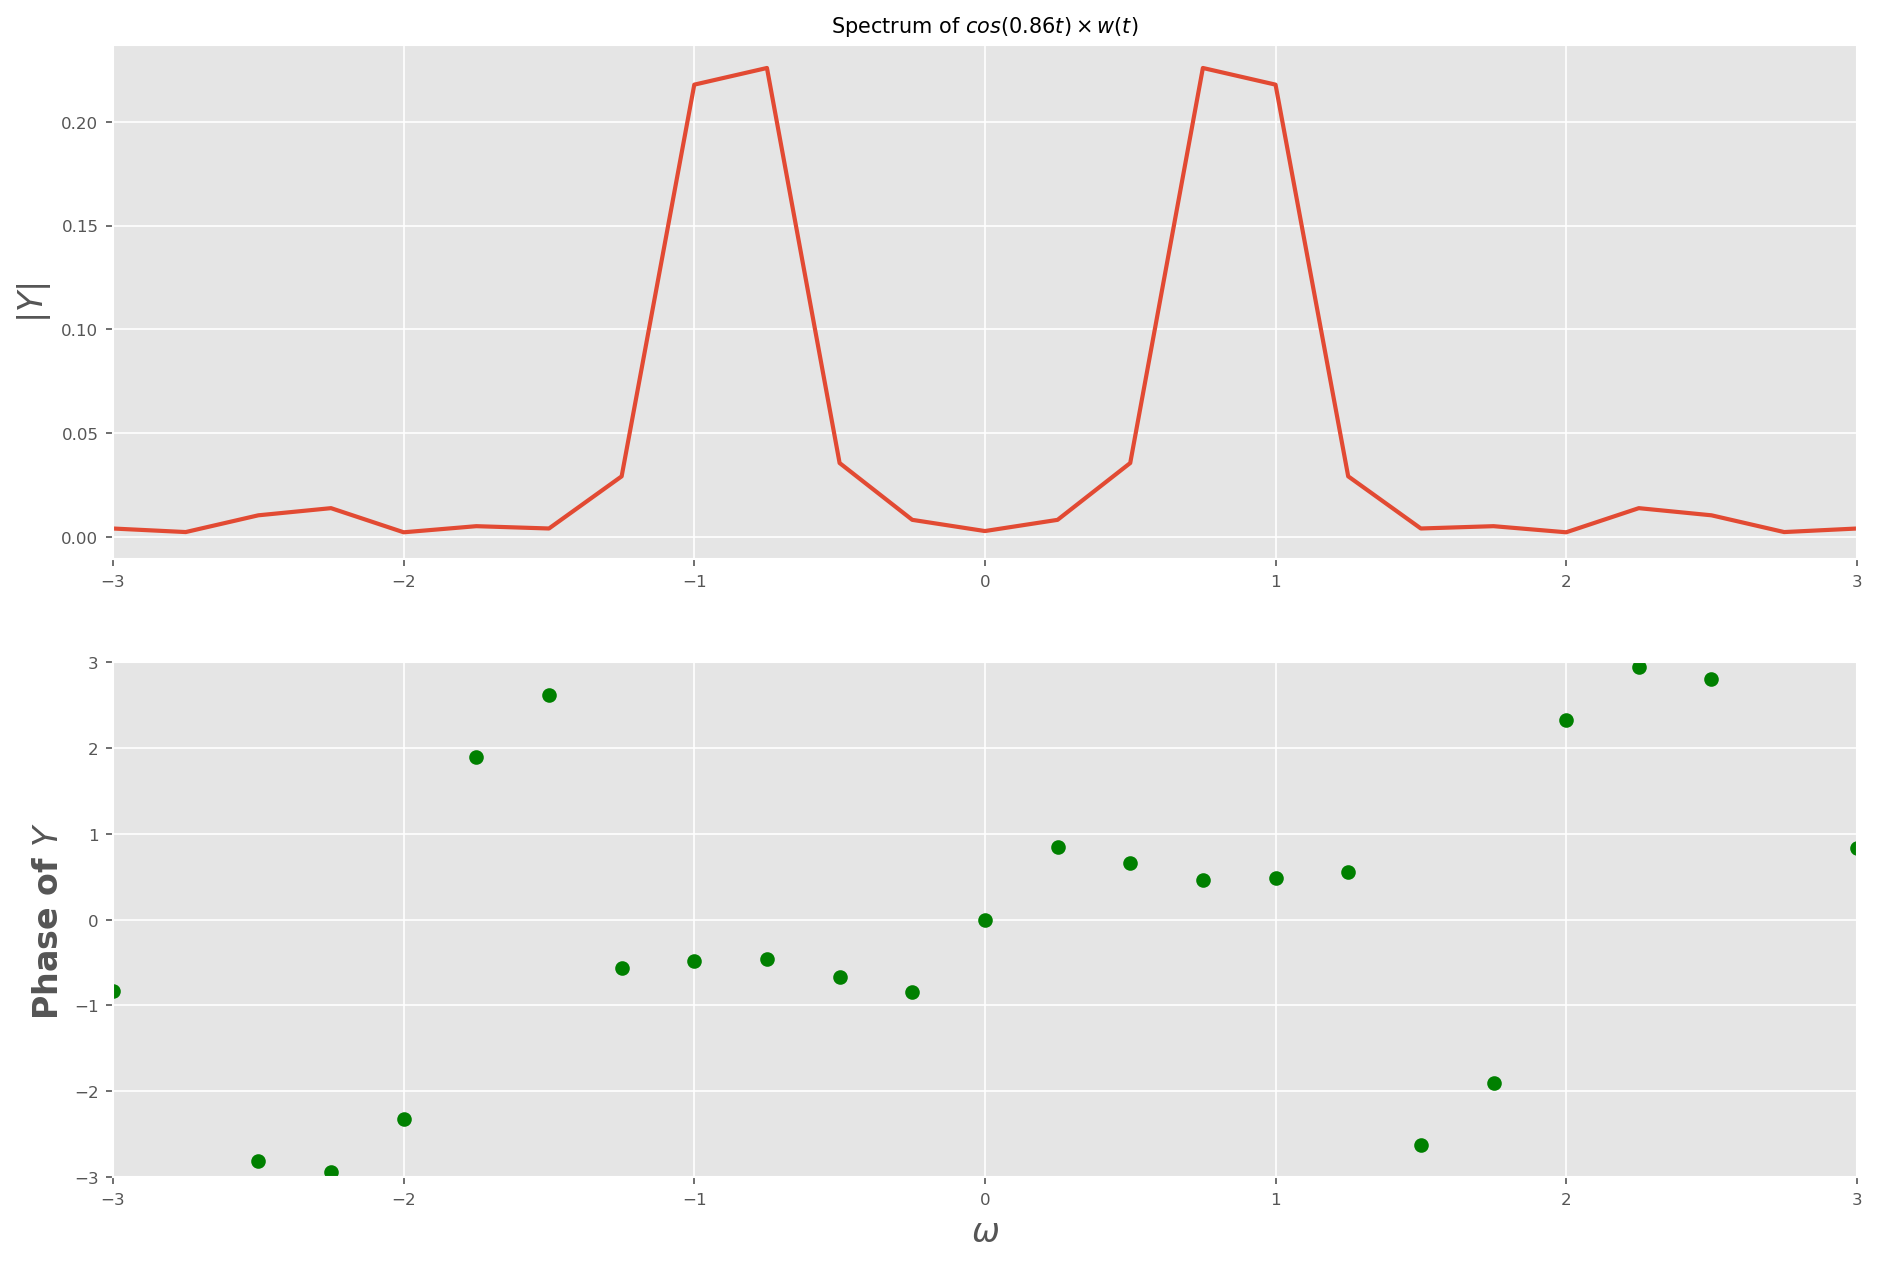 Spectrum of cos(0.86t) × w(t)
|Y|
0.20
0.15
0.10
0.05
0.00
−3 −2 −1 0 1 2 3
Phase of Y
3
2
1
0
−1
−2
−3
−3 −2 −1 0 1 2 3
ω